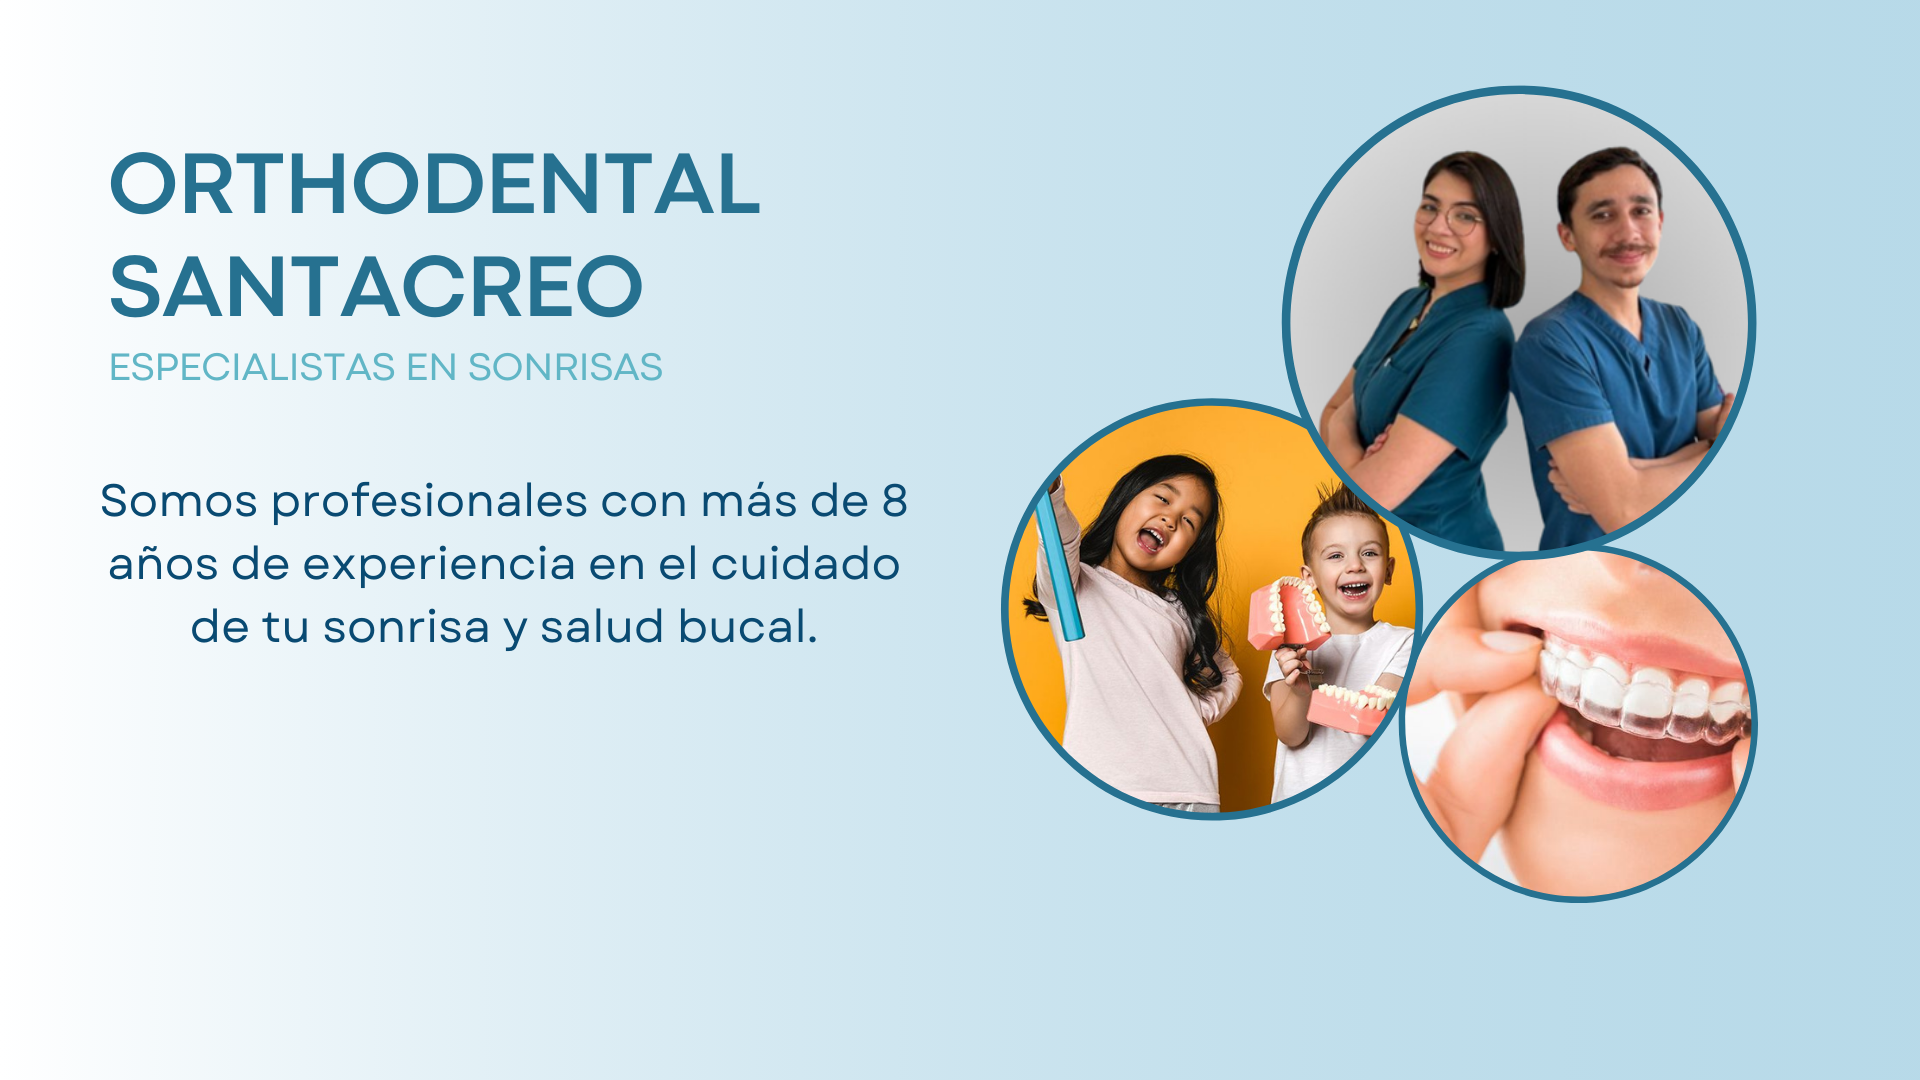 ORTHODENTAL
SANTACREO
ESPECIALISTAS EN SONRISAS
Somos profesionales con más de 8
años de experiencia en el cuidado
de tu sonrisa y salud bucal.